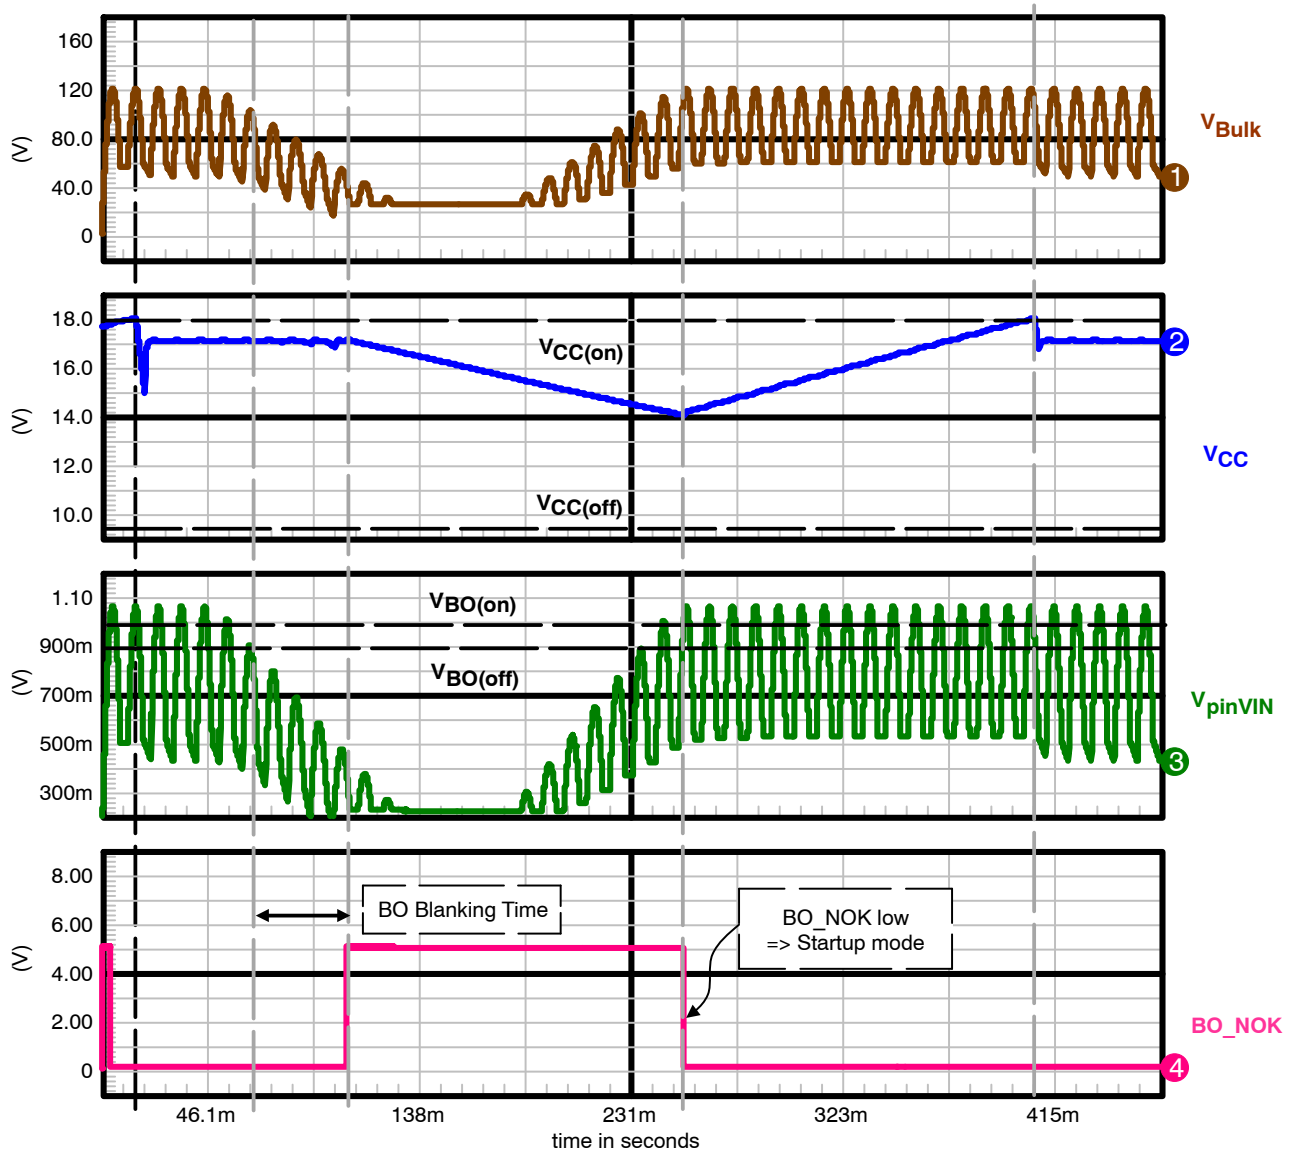 160
120
80.0
40.0
0
(V)
VBulk
1
18.0
16.0
14.0
12.0
10.0
(V)
VCC(on)
VCC(off)
2
VCC
1.10
900m
700m
500m
300m
(V)
VBO(on)
VBO(off)
VpinVIN
3
8.00
6.00
4.00
2.00
0
(V)
BO Blanking Time
BO_NOK low
=> Startup mode
BO_NOK
4
46.1m 138m 231m 323m 415m
time in seconds